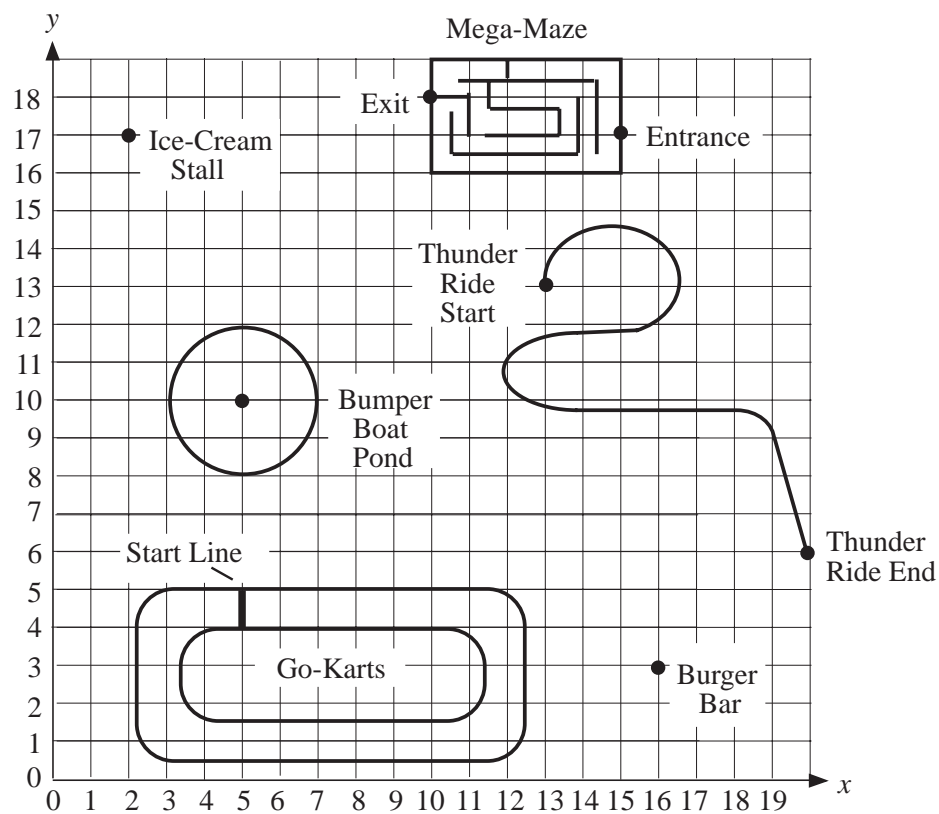 y
Mega-Maze
18
Exit
17
Ice-Cream
Stall
Entrance
16
15
14
Thunder
Ride
Start
13
12
11
10
Bumper
Boat
Pond
9
8
7
6
Start Line
Thunder
Ride End
5
4
3
Go-Karts
Burger
Bar
2
1
0
0 1 2 3 4 5 6 7 8 9 10 11 12 13 14 15 16 17 18 19 x